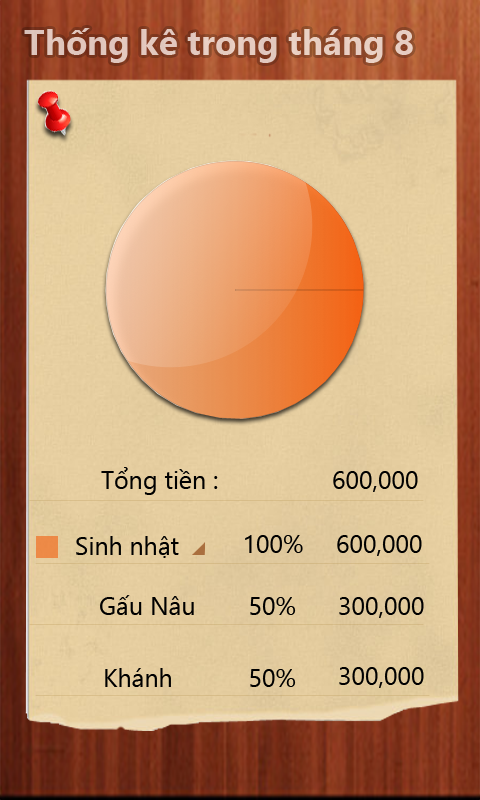 Thống kê trong tháng 8
Tổng tiền : 600,000
Sinh nhật 100% 600,000
Gấu Nâu 50% 300,000
Khánh 50% 300,000